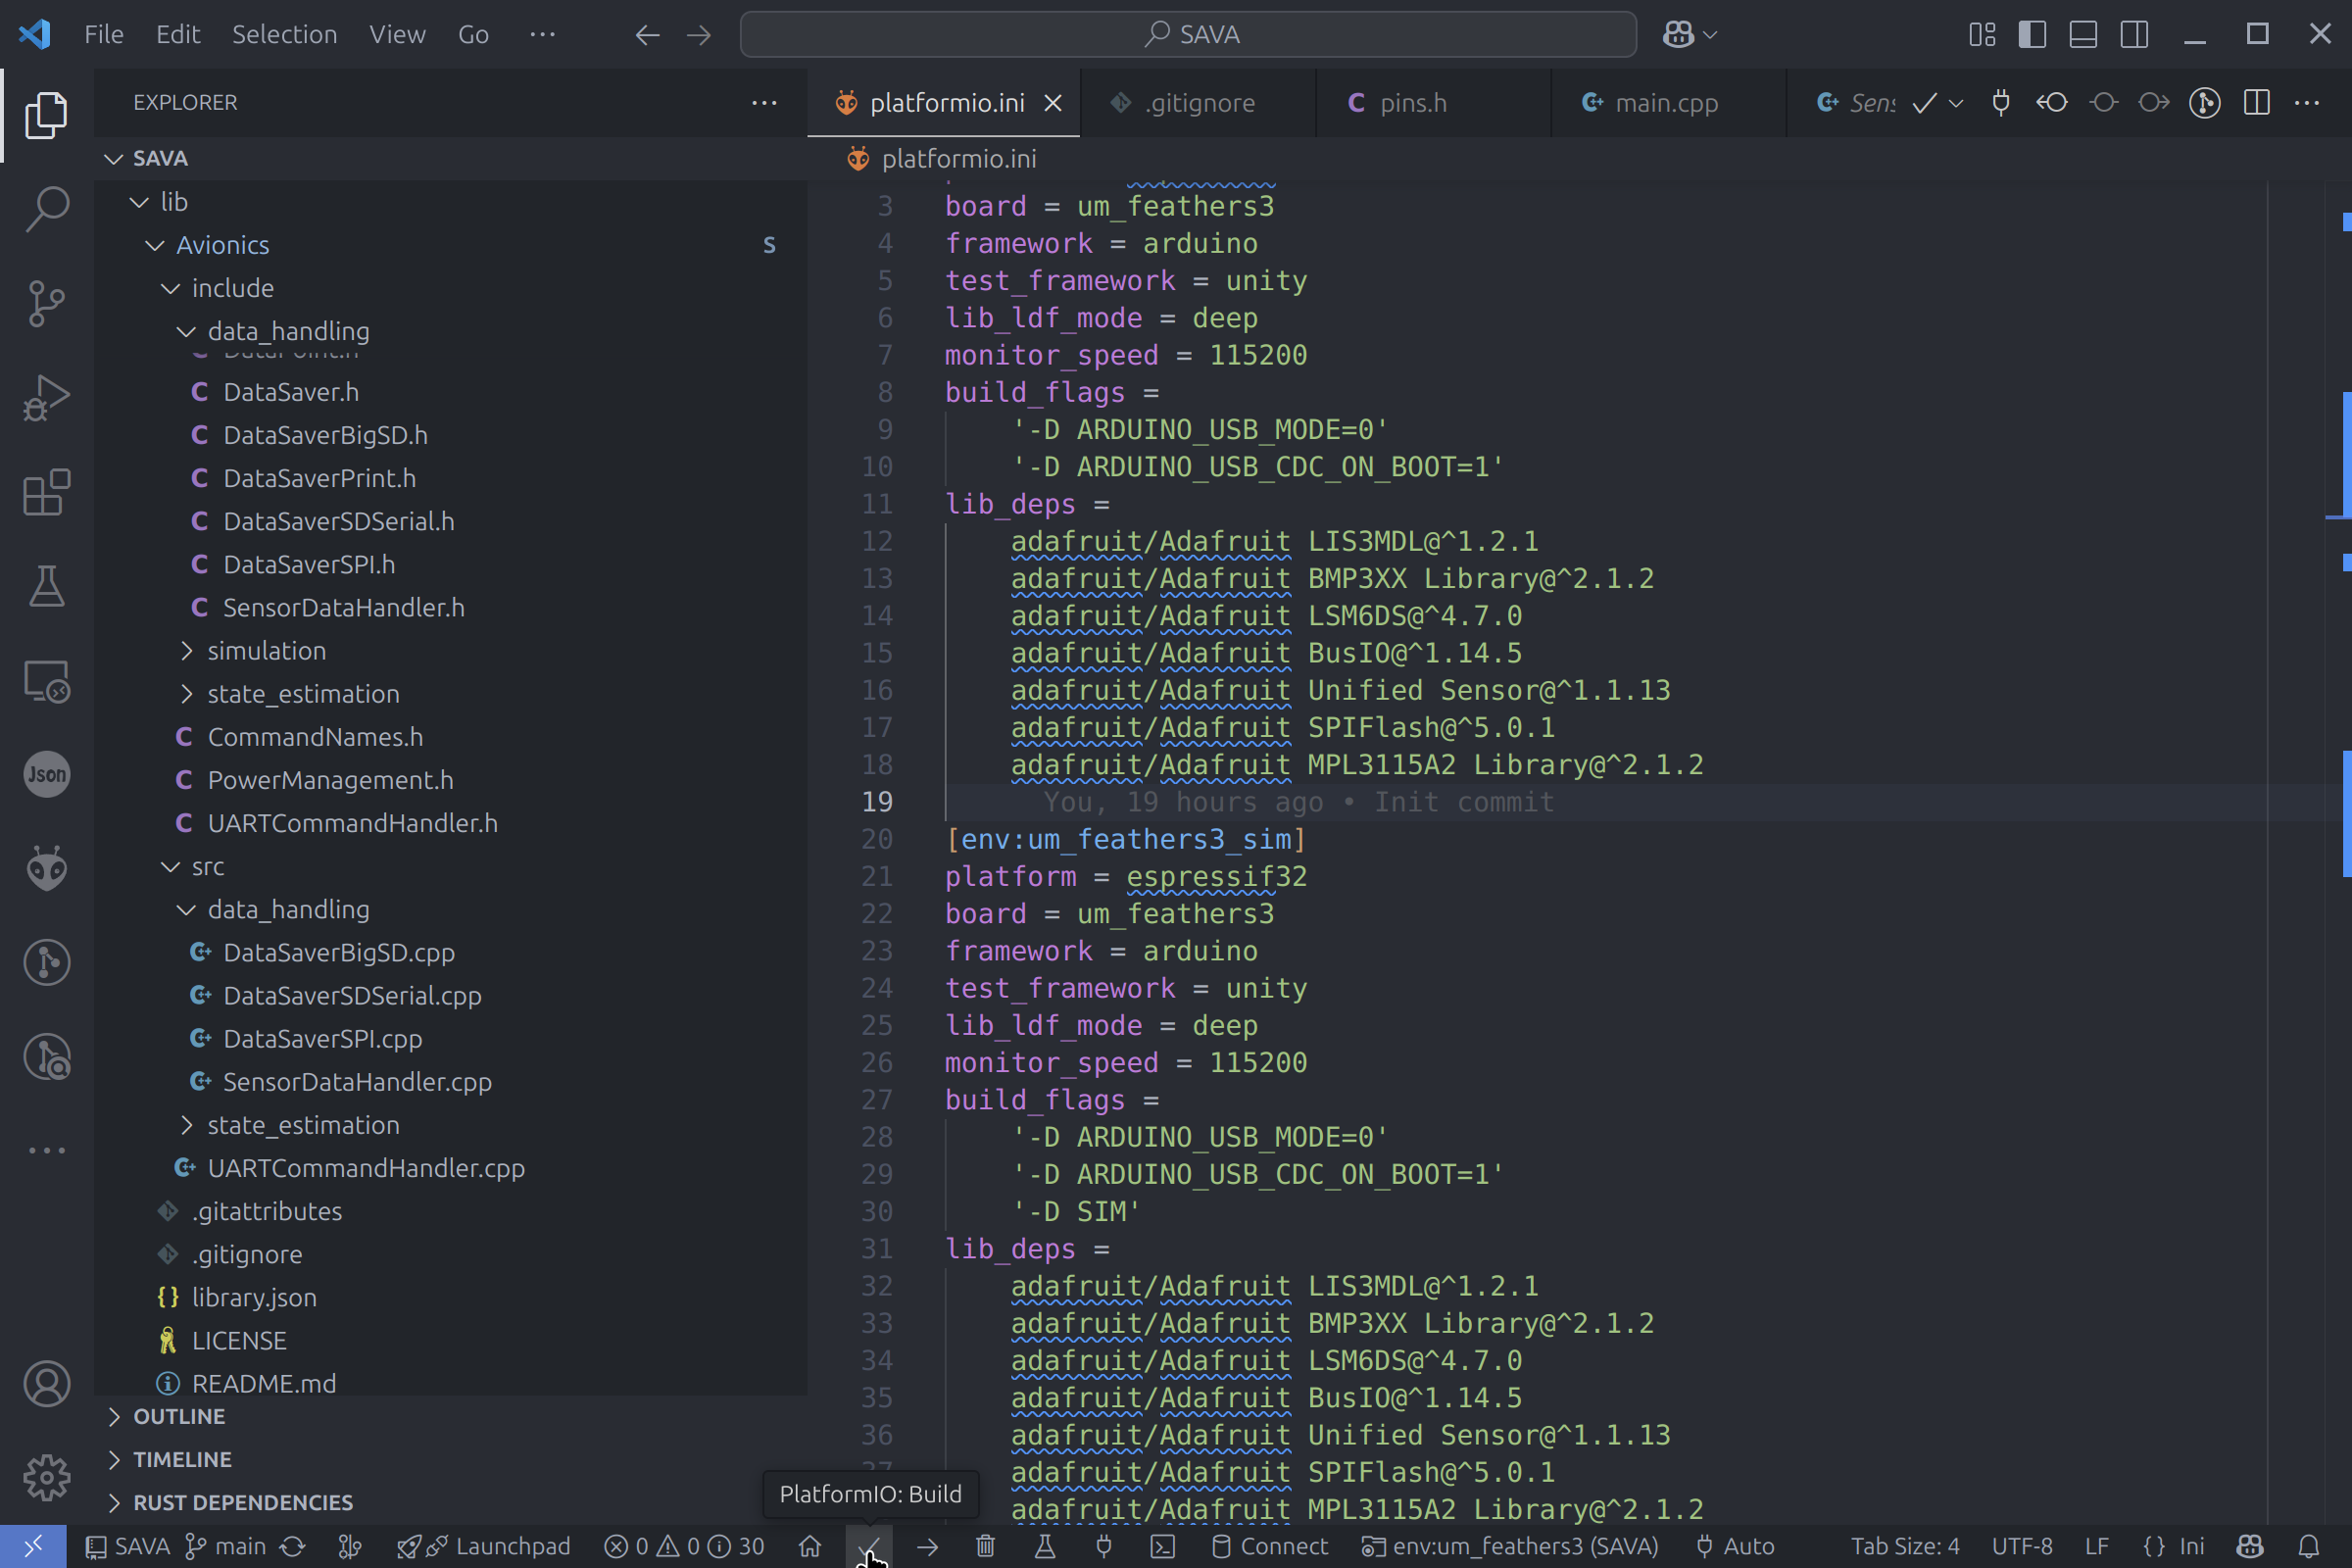 File Edit Selection View Go ··· SAVA
EXPLORER ···
SAVA
lib
Avionics S
include
data_handling
DataSaver.h
DataSaverBigSD.h
DataSaverPrint.h
DataSaverSDSerial.h
DataSaverSPI.h
SensorDataHandler.h
simulation
state_estimation
CommandNames.h
PowerManagement.h
UARTCommandHandler.h
src
data_handling
DataSaverBigSD.cpp
DataSaverSDSerial.cpp
DataSaverSPI.cpp
SensorDataHandler.cpp
state_estimation
UARTCommandHandler.cpp
.gitattributes
.gitignore
library.json
LICENSE
README.md
OUTLINE
TIMELINE
RUST DEPENDENCIES
Json
platformio.ini .gitignore pins.h main.cpp
platformio.ini
3 board = um_feathers3
4 framework = arduino
5 test_framework = unity
6 lib_ldf_mode = deep
7 monitor_speed = 115200
8 build_flags =
9 '-D ARDUINO_USB_MODE=0'
10 '-D ARDUINO_USB_CDC_ON_BOOT=1'
11 lib_deps =
12 adafruit/Adafruit LIS3MDL@^1.2.1
13 adafruit/Adafruit BMP3XX Library@^2.1.2
14 adafruit/Adafruit LSM6DS@^4.7.0
15 adafruit/Adafruit BusIO@^1.14.5
16 adafruit/Adafruit Unified Sensor@^1.1.13
17 adafruit/Adafruit SPIFlash@^5.0.1
18 adafruit/Adafruit MPL3115A2 Library@^2.1.2
19 You, 19 hours ago • Init commit
20 [env:um_feathers3_sim]
21 platform = espressif32
22 board = um_feathers3
23 framework = arduino
24 test_framework = unity
25 lib_ldf_mode = deep
26 monitor_speed = 115200
27 build_flags =
28 '-D ARDUINO_USB_MODE=0'
29 '-D ARDUINO_USB_CDC_ON_BOOT=1'
30 '-D SIM'
31 lib_deps =
32 adafruit/Adafruit LIS3MDL@^1.2.1
33 adafruit/Adafruit BMP3XX Library@^2.1.2
34 adafruit/Adafruit LSM6DS@^4.7.0
35 adafruit/Adafruit BusIO@^1.14.5
36 adafruit/Adafruit Unified Sensor@^1.1.13
37 adafruit/Adafruit SPIFlash@^5.0.1
adafruit/Adafruit MPL3115A2 Library@^2.1.2
PlatformIO: Build
SAVA main Launchpad 0 0 30 Connect env:um_feathers3 (SAVA) Auto Tab Size: 4 UTF-8 LF {} Ini